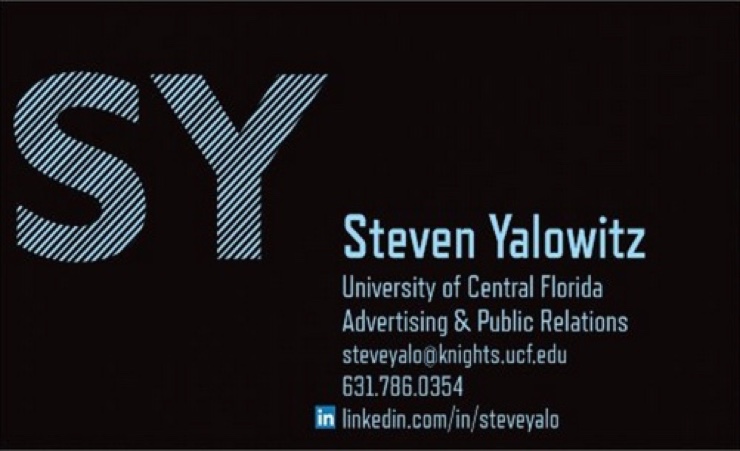 SY
Steven Yalowitz
University of Central Florida
Advertising & Public Relations
steveyalo@knights.ucf.edu
631.786.0354
in linkedin.com/in/steveyalo